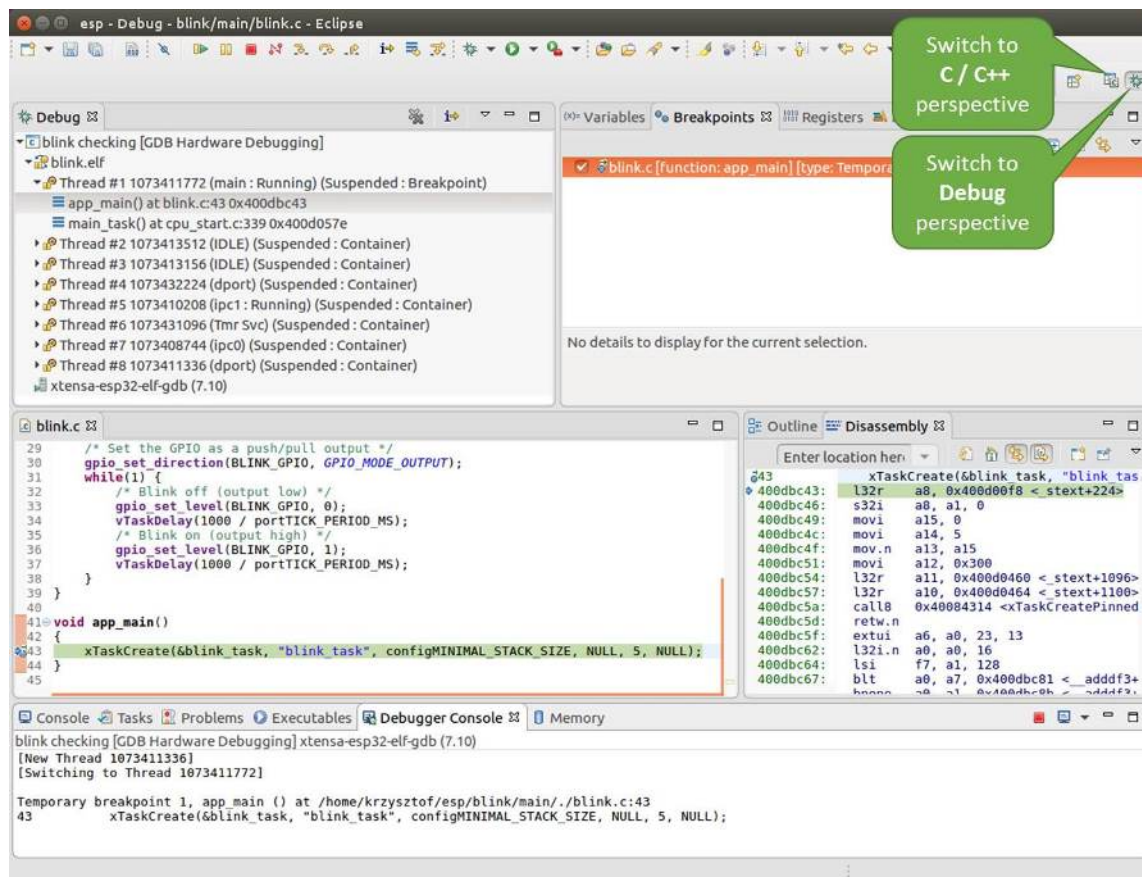 esp - Debug - blink/main/blink.c - Eclipse
Switch to
C / C++
perspective
Debug
Variables Breakpoints Registers
blink checking [GDB Hardware Debugging]
blink.elf
Thread #1 1073411772 (main : Running) (Suspended : Breakpoint)
blink.c [function: app_main] [type: Tempora
Switch to
Debug
perspective
app_main() at blink.c:43 0x400dbc43
main_task() at cpu_start.c:339 0x400d057e
Thread #2 1073413512 (IDLE) (Suspended : Container)
Thread #3 1073413156 (IDLE) (Suspended : Container)
Thread #4 1073432224 (dport) (Suspended : Container)
Thread #5 1073410208 (ipc1 : Running) (Suspended : Container)
Thread #6 1073431096 (Tmr Svc) (Suspended : Container)
Thread #7 1073408744 (ipc0) (Suspended : Container)
Thread #8 1073411336 (dport) (Suspended : Container)
xtensa-esp32-elf-gdb (7.10)
No details to display for the current selection.
blink.c
29 /* Set the GPIO as a push/pull output */
30 gpio_set_direction(BLINK_GPIO, GPIO_MODE_OUTPUT);
31 while(1) {
32 /* Blink off (output low) */
33 gpio_set_level(BLINK_GPIO, 0);
34 vTaskDelay(1000 / portTICK_PERIOD_MS);
35 /* Blink on (output high) */
36 gpio_set_level(BLINK_GPIO, 1);
37 vTaskDelay(1000 / portTICK_PERIOD_MS);
38 }
39 }
40
41 void app_main()
42 {
43 xTaskCreate(&blink_task, "blink_task", configMINIMAL_STACK_SIZE, NULL, 5, NULL);
44 }
45
Outline Disassembly
Enter location her
43 xTaskCreate(&blink_task, "blink_tas
400dbc43: l32r a8, 0x400d00f8 <_stext+224>
400dbc46: s32i a8, a1, 0
400dbc49: movi a15, 0
400dbc4c: movi a14, 5
400dbc4f: mov.n a13, a15
400dbc51: movi a12, 0x300
400dbc54: l32r a11, 0x400d0460 <_stext+1096>
400dbc57: l32r a10, 0x400d0464 <_stext+1100>
400dbc5a: call8 0x40084314 <xTaskCreatePinned
400dbc5d: retw.n
400dbc5f: extui a6, a0, 23, 13
400dbc62: l32i.n a0, a0, 16
400dbc64: lsi f7, a1, 128
400dbc67: blt a0, a7, 0x400dbc81 <__adddf3+
Console Tasks Problems Executables Debugger Console Memory
blink checking [GDB Hardware Debugging] xtensa-esp32-elf-gdb (7.10)
[New Thread 1073411336]
[Switching to Thread 1073411772]
Temporary breakpoint 1, app_main () at /home/krzysztof/esp/blink/main/./blink.c:43
43 xTaskCreate(&blink_task, "blink_task", configMINIMAL_STACK_SIZE, NULL, 5, NULL);